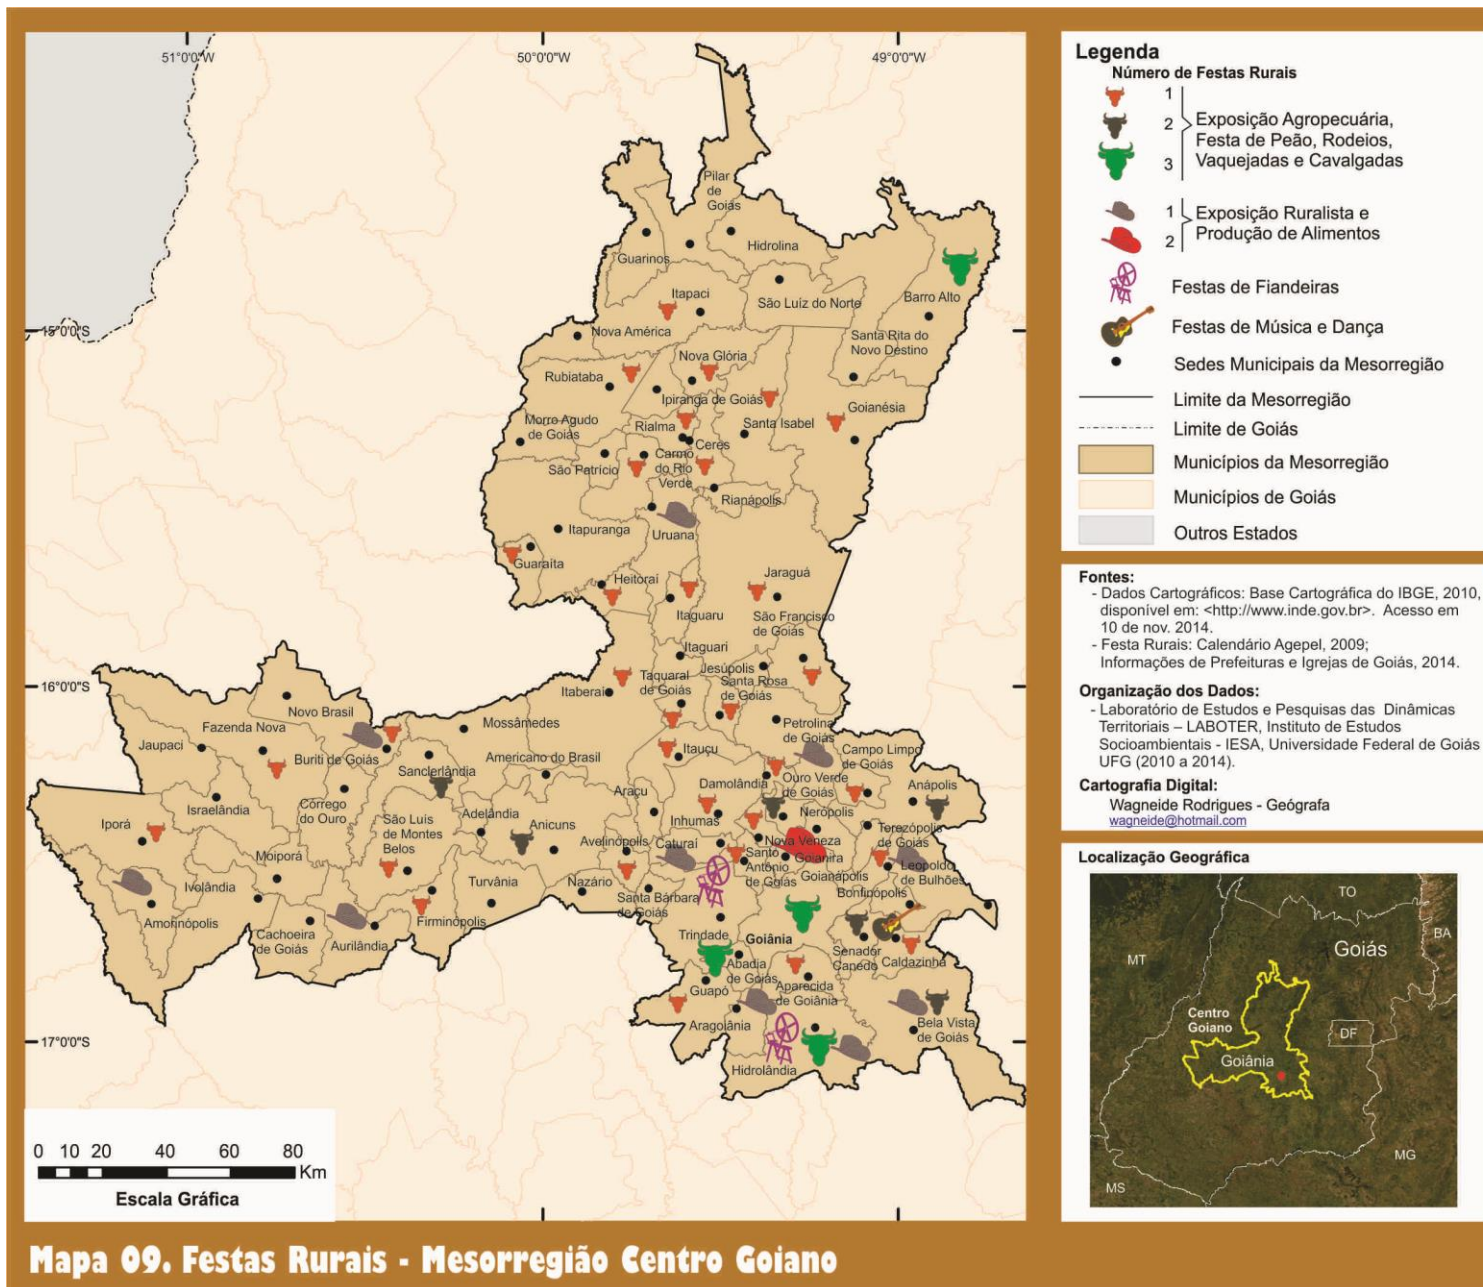 51°0'0"W
50°0'0"W
49°0'0"W
15°0'0"S
16°0'0"S
17°0'0"S
Pilar
de
Goiás
Hidrolina
Guarinos
Itapaci
São Luíz do Norte
Barro Alto
Nova América
Santa Rita do
Novo Destino
Nova Glória
Rubiataba
Ipiranga de Goiás
Goianésia
Morro Agudo
de Goiás
Rialma
Santa Isabel
Ceres
São Patrício
Carmo
do Rio
Verde
Rianápolis
Itapuranga
Uruana
Guaraíta
Heitoraí
Jaraguá
Itaguaru
São Francisco
de Goiás
Itaguari
Jesúpolis
Taquaral
de Goiás
Santa Rosa
de Goiás
Itaberaí
Novo Brasil
Fazenda Nova
Mossâmedes
Petrolina
de Goiás
Jaupaci
Buriti de Goiás
Itauçu
Campo Limpo
de Goiás
Sanclerlândia
Americano do Brasil
Damolândia
Ouro Verde
de Goiás
Anápolis
Israelândia
Córrego
do Ouro
Araçu
Iporá
São Luis
de Montes
Belos
Adelândia
Anicuns
Inhumas
Nerópolis
Terezópolis
de Goiás
Avelinópolis
Caturaí
Nova Veneza
Goianira
Santo
Antônio
de Goiás
Goianápolis
Leopoldo
de Bulhões
Moiporá
Ivolândia
Turvânia
Nazário
Bonfinópolis
Amorinópolis
Santa Bárbara
de Goiás
Firminópolis
Cachoeira
de Goiás
Aurilândia
Trindade
Goiânia
Senador
Canedo
Caldazinha
Abadia
de Goiás
Guapó
Aparecida
de Goiânia
Aragoiânia
Bela Vista
de Goiás
Hidrolândia
0 10 20 40 60 80
Km
Escala Gráfica
Legenda
Número de Festas Rurais
1
2
3
Exposição Agropecuária,
Festa de Peão, Rodeios,
Vaquejadas e Cavalgadas
1
2
Exposição Ruralista e
Produção de Alimentos
Festas de Fiandeiras
Festas de Música e Dança
Sedes Municipais da Mesorregião
Limite da Mesorregião
Limite de Goiás
Municípios da Mesorregião
Municípios de Goiás
Outros Estados
Fontes:
- Dados Cartográficos: Base Cartográfica do IBGE, 2010,
disponível em: <http://www.inde.gov.br>. Acesso em
10 de nov. 2014.
- Festa Rurais: Calendário Agepel, 2009;
Informações de Prefeituras e Igrejas de Goiás, 2014.
Organização dos Dados:
- Laboratório de Estudos e Pesquisas das Dinâmicas
Territoriais – LABOTER, Instituto de Estudos
Socioambientais - IESA, Universidade Federal de Goiás
UFG (2010 a 2014).
Cartografia Digital:
Wagneide Rodrigues - Geógrafa
wagneide@hotmail.com
Localização Geográfica
TO
BA
Goiás
MT
Centro
Goiano
DF
Goiânia
MG
MS
Mapa 09. Festas Rurais - Mesorregião Centro Goiano